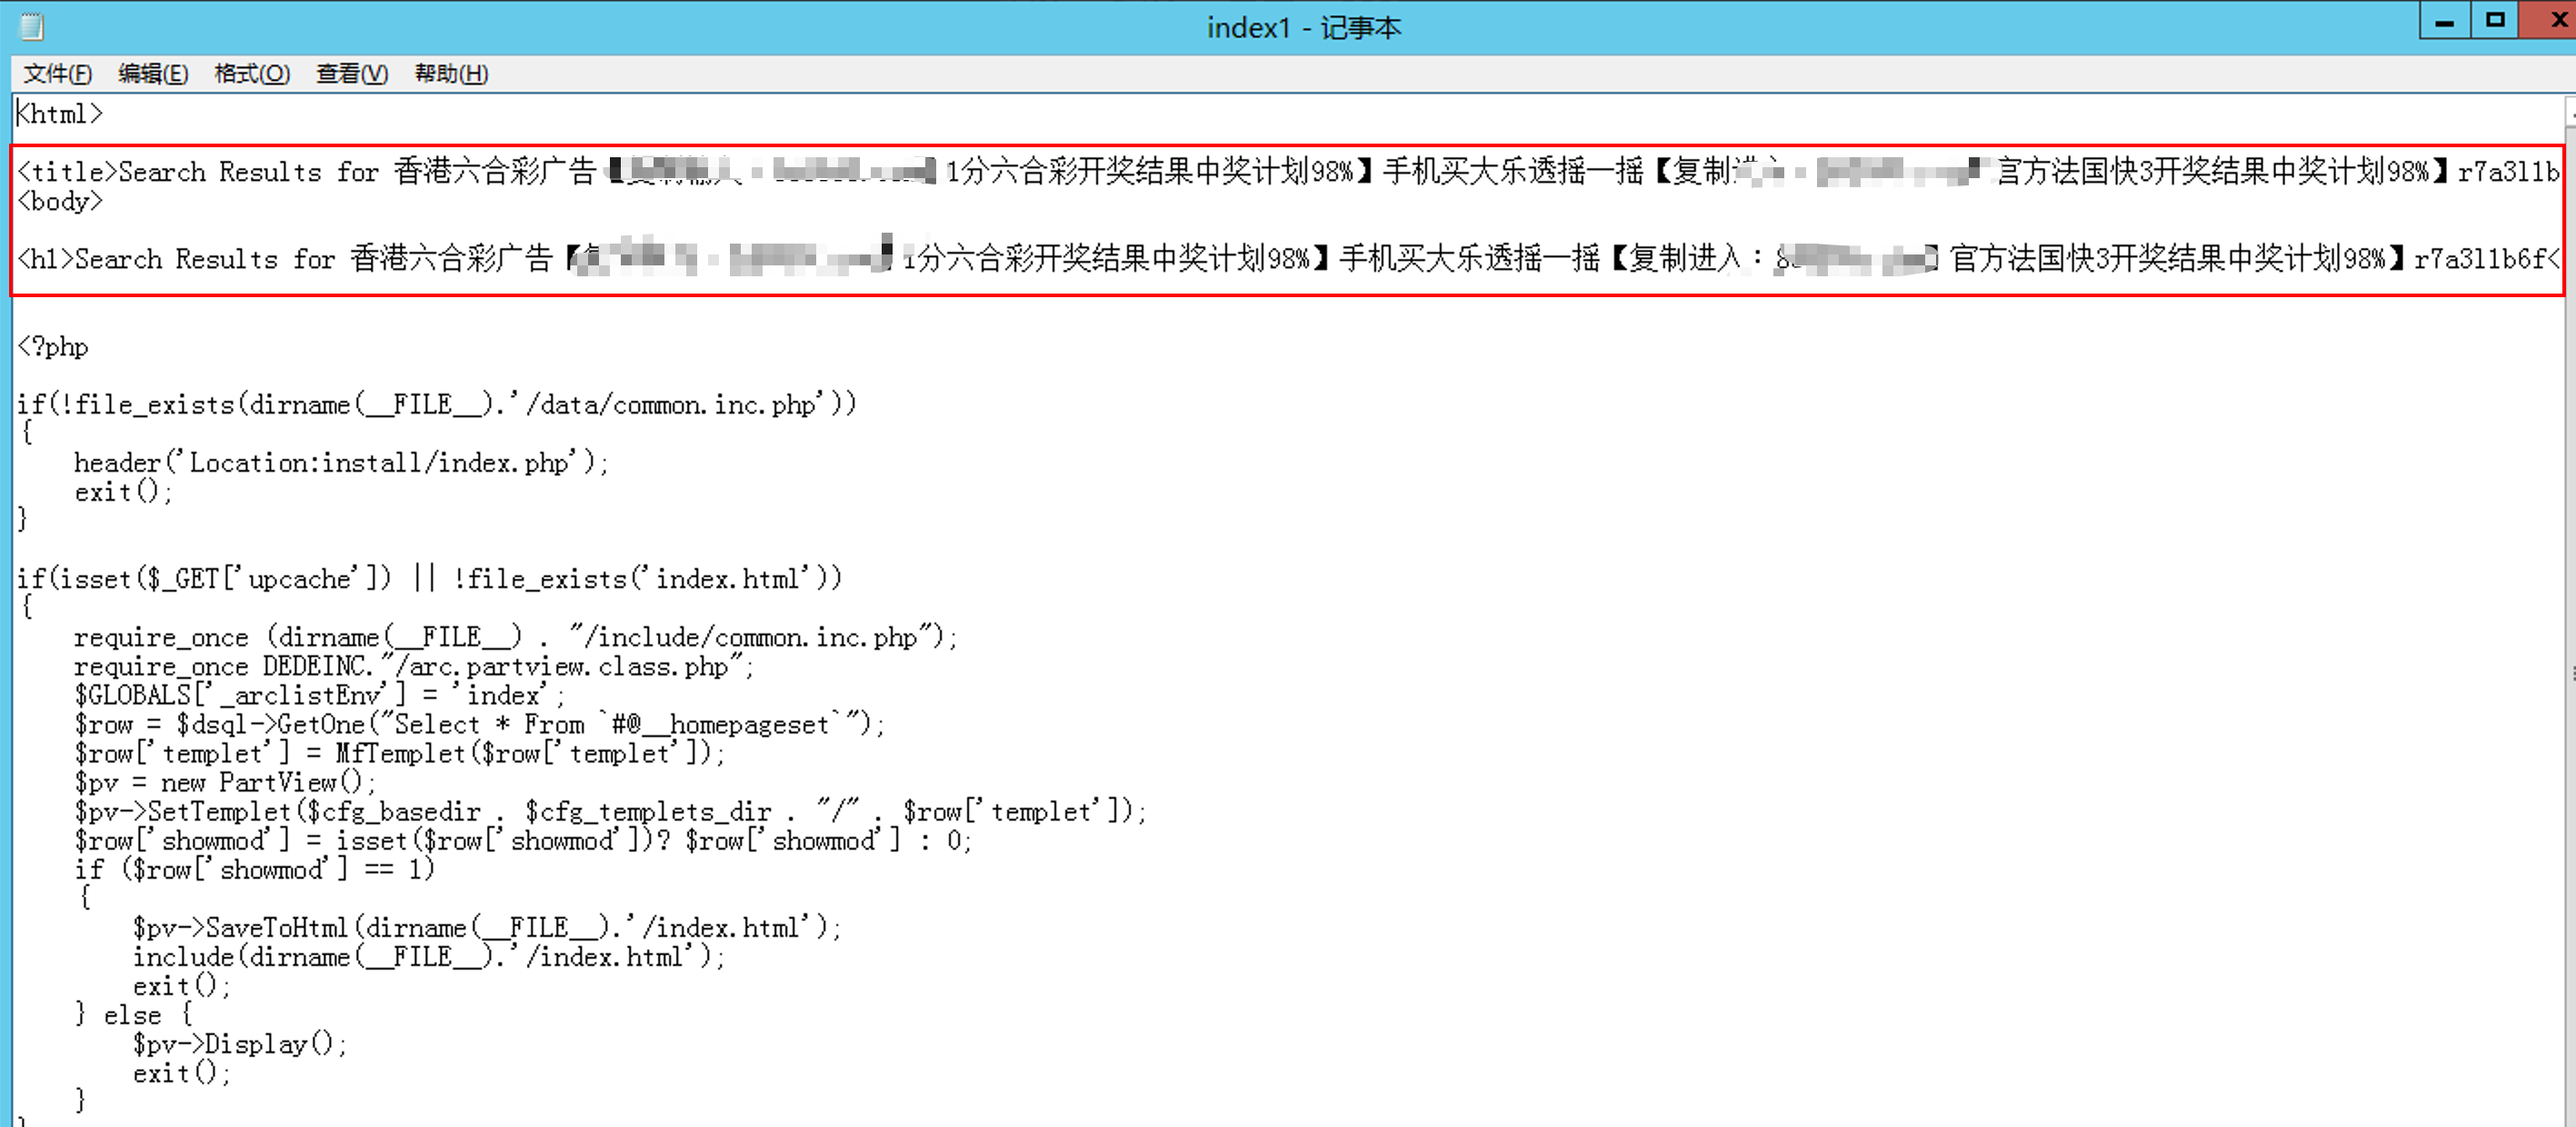 index1 - 记事本
文件(F) 编辑(E) 格式(O) 查看(V) 帮助(H)
<html>
<title>Search Results for 香港六合彩广告【 】1分六合彩开奖结果中奖计划98%】手机买大乐透摇一摇【复制 官方法国快3开奖结果中奖计划98%】r7a3l1b
<body>
<h1>Search Results for 香港六合彩广告【 1分六合彩开奖结果中奖计划98%】手机买大乐透摇一摇【复制进入：8 】官方法国快3开奖结果中奖计划98%】r7a3l1b6f<
<?php
if(!file_exists(dirname(__FILE__).'/data/common.inc.php'))
{
header('Location:install/index.php');
exit();
}
if(isset($_GET['upcache']) || !file_exists('index.html'))
{
require_once (dirname(__FILE__) . "/include/common.inc.php");
require_once DEDEINC."/arc.partview.class.php";
$GLOBALS['_arclistEnv'] = 'index';
$row = $dsql->GetOne("Select * From `#@__homepageset`");
$row['templet'] = MfTemplet($row['templet']);
$pv = new PartView();
$pv->SetTemplet($cfg_basedir . $cfg_templets_dir . "/" . $row['templet']);
$row['showmod'] = isset($row['showmod'])? $row['showmod'] : 0;
if ($row['showmod'] == 1)
{
$pv->SaveToHtml(dirname(__FILE__).'/index.html');
include(dirname(__FILE__).'/index.html');
exit();
} else {
$pv->Display();
exit();
}
}